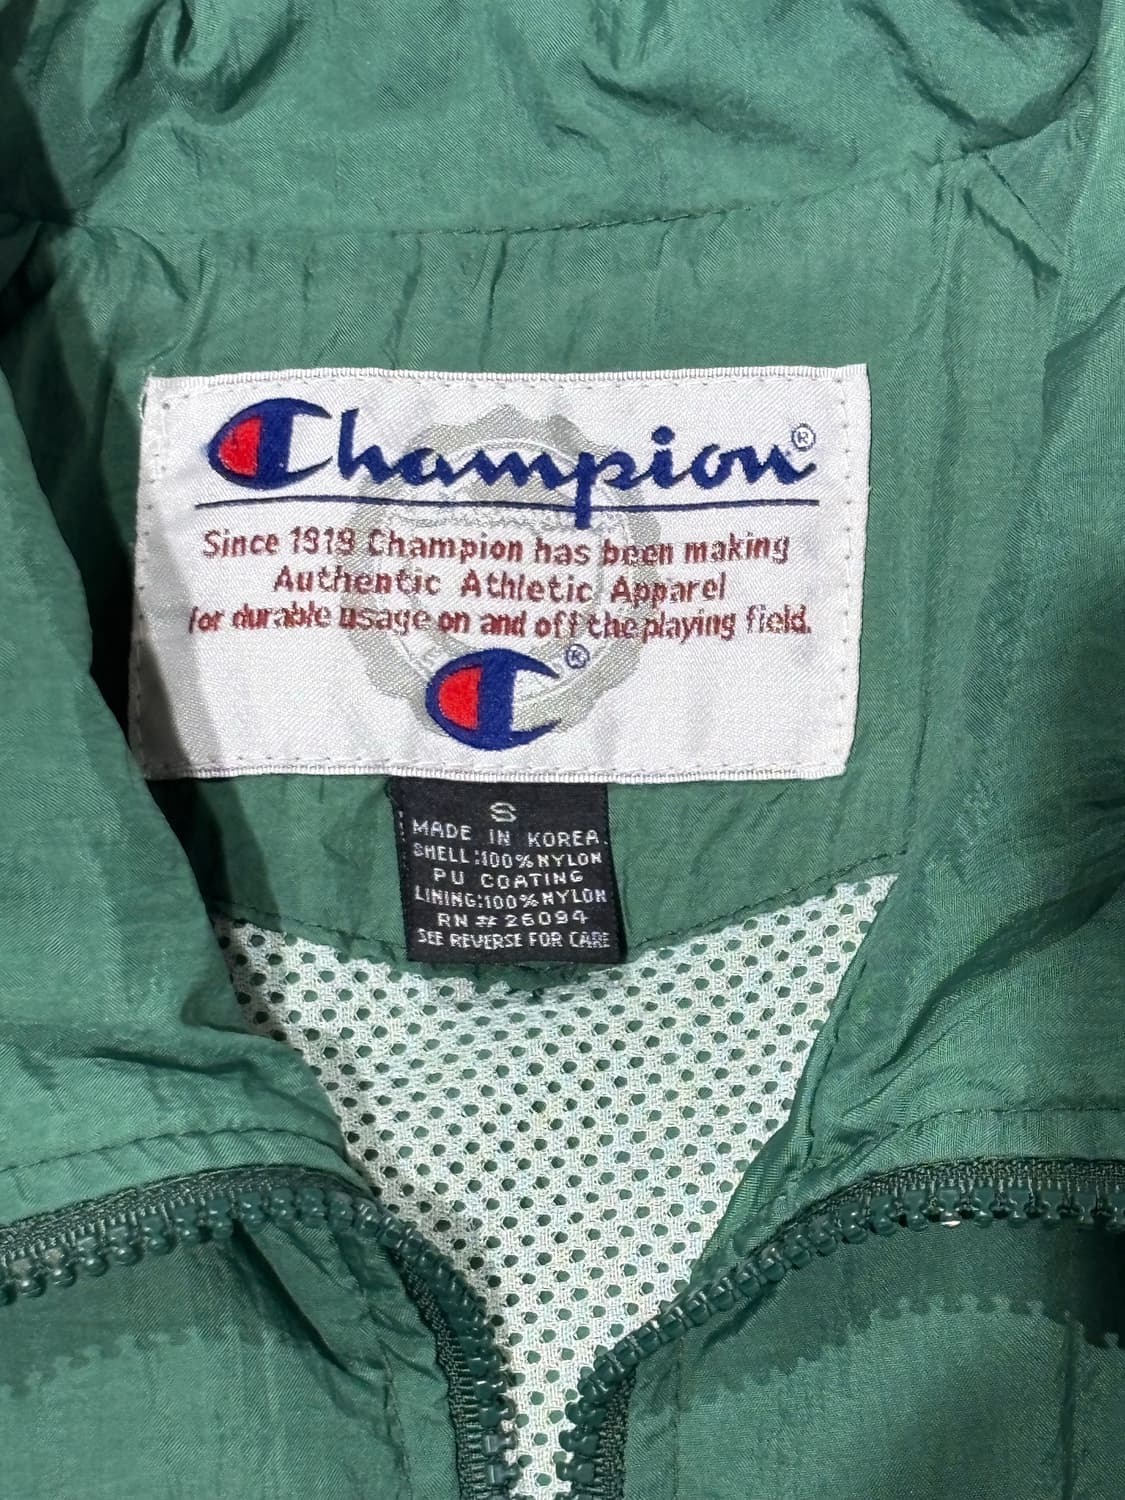 Champion®
Since 1919 Champion has been making
Authentic Athletic Apparel
for durable usage on and off the playing field.
®
S
MADE IN KOREA.
SHELL:100%NYLON
PU COATING
LINING:100%NYLON
RN # 26094
SEE REVERSE FOR CARE